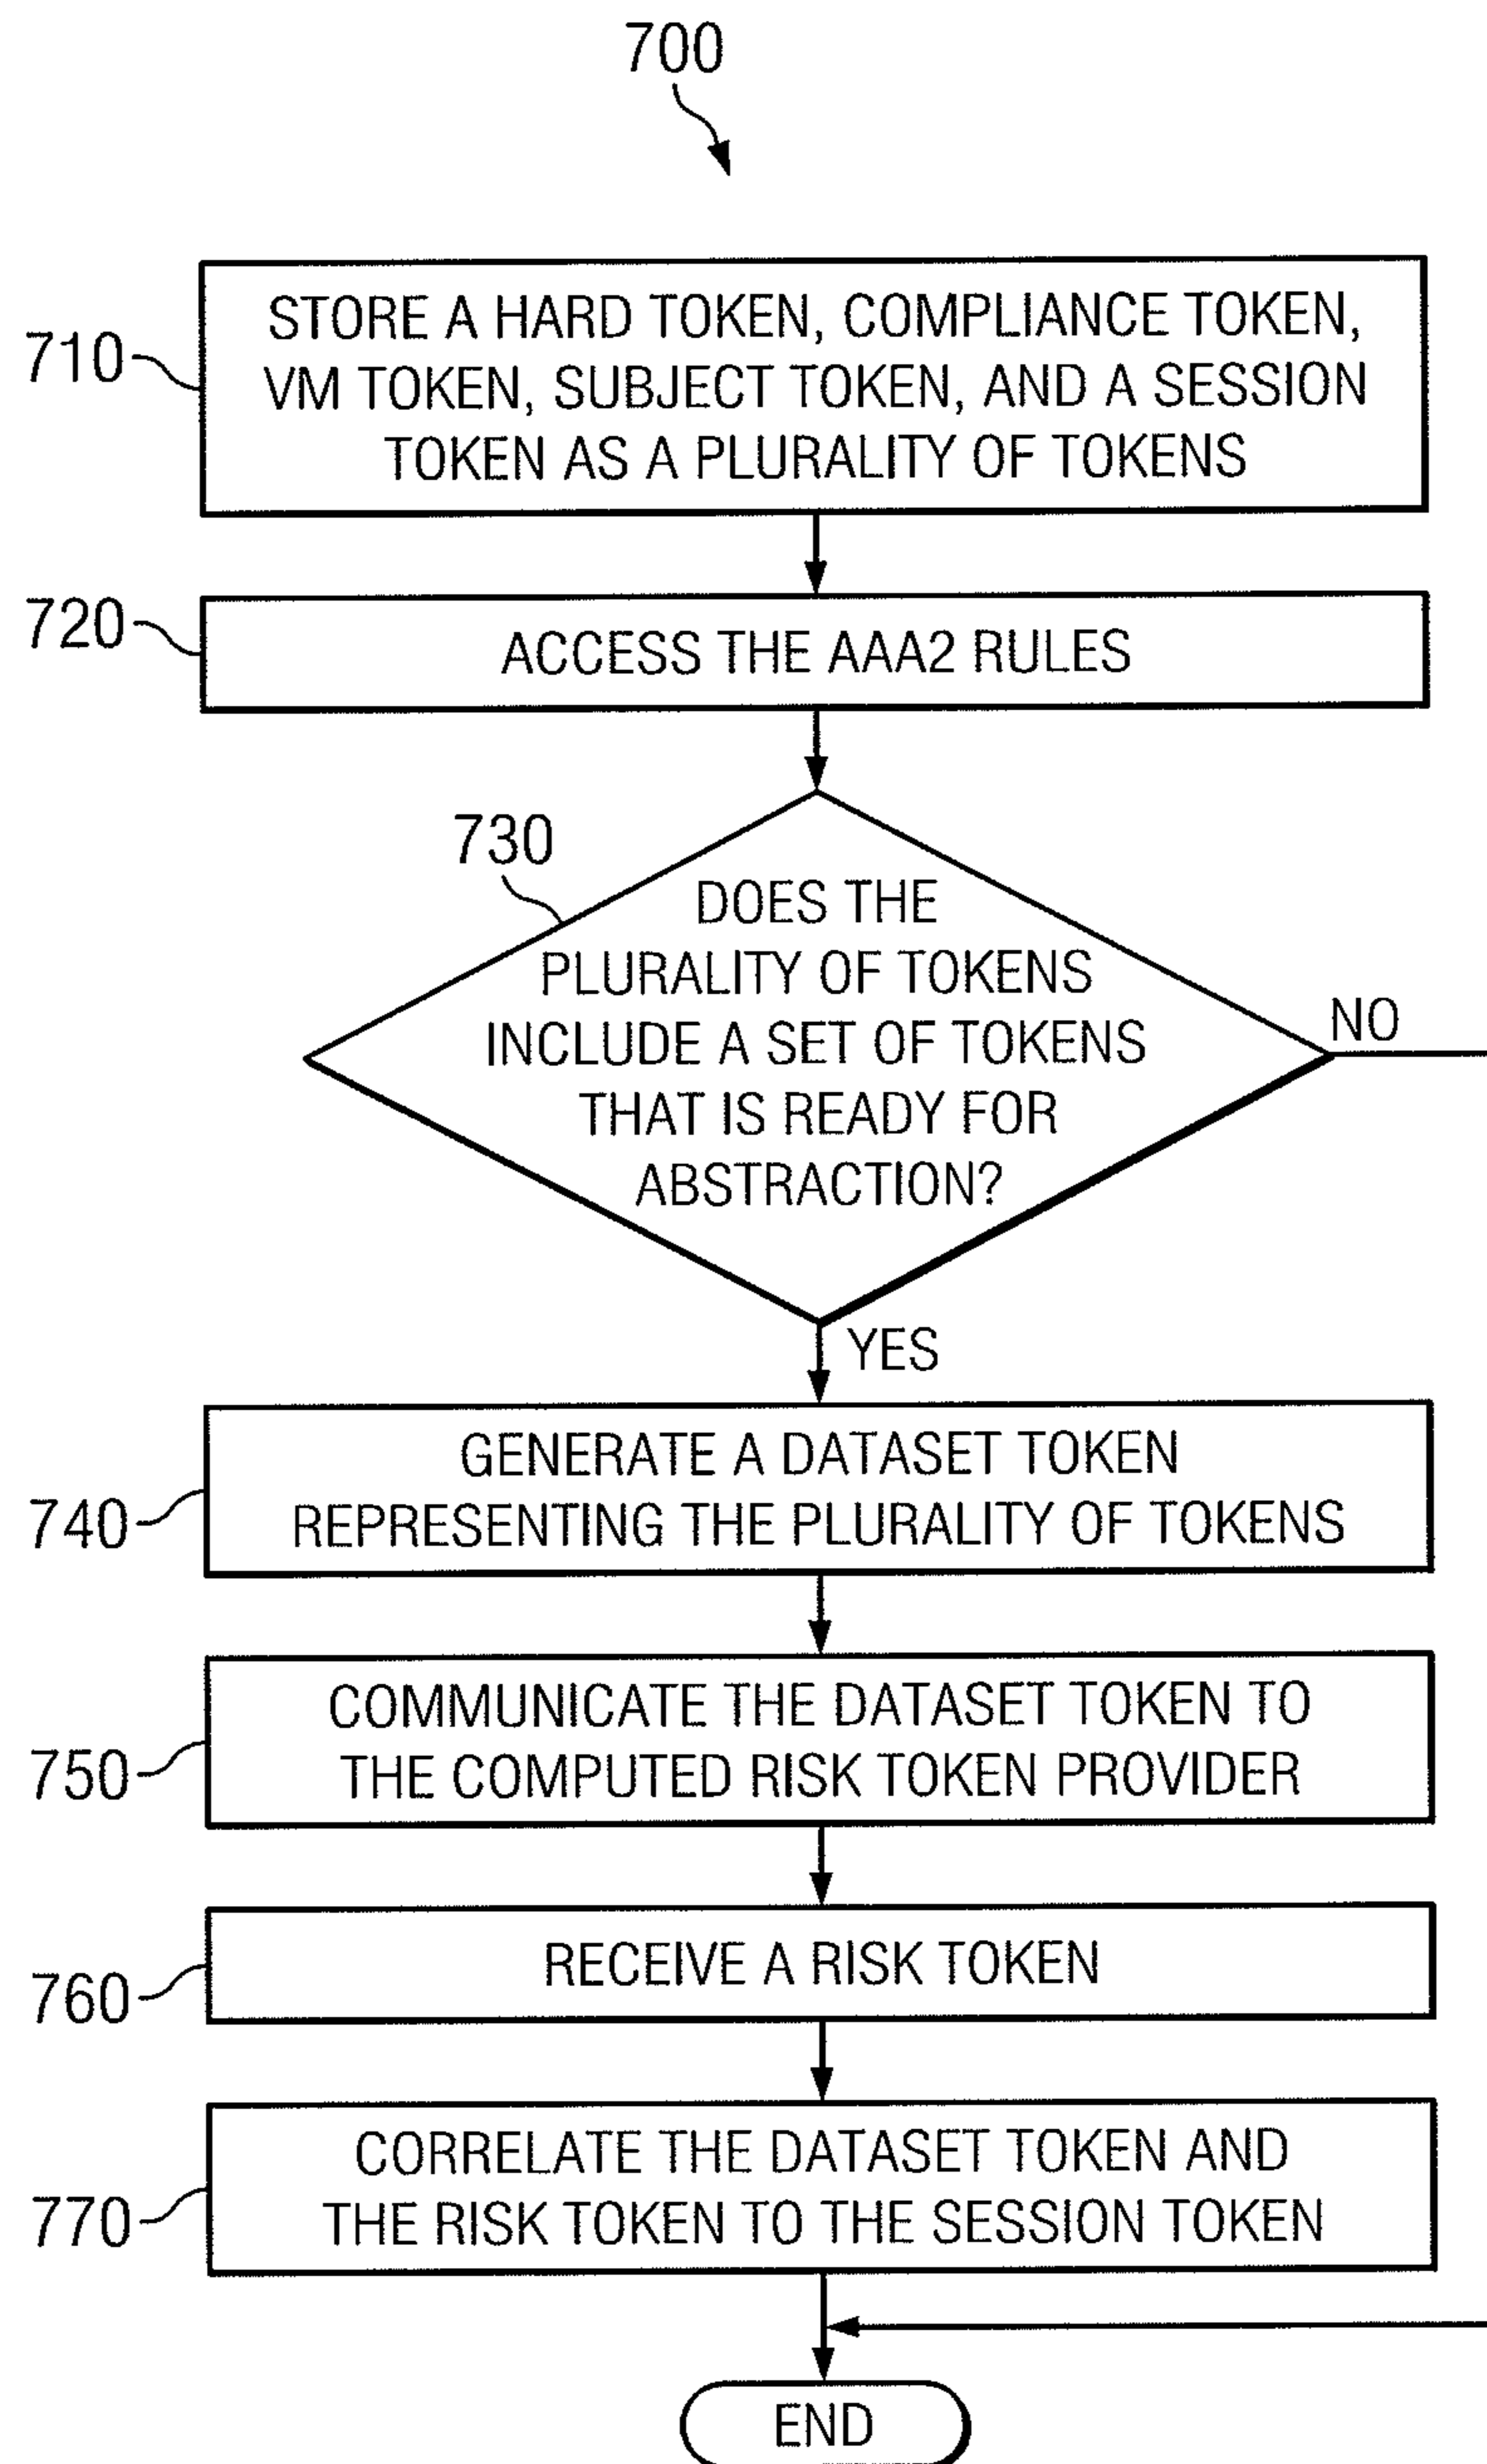 700
710
STORE A HARD TOKEN, COMPLIANCE TOKEN,
VM TOKEN, SUBJECT TOKEN, AND A SESSION
TOKEN AS A PLURALITY OF TOKENS
720
ACCESS THE AAA2 RULES
730
DOES THE
PLURALITY OF TOKENS
INCLUDE A SET OF TOKENS
THAT IS READY FOR
ABSTRACTION?
NO
YES
740
GENERATE A DATASET TOKEN
REPRESENTING THE PLURALITY OF TOKENS
750
COMMUNICATE THE DATASET TOKEN TO
THE COMPUTED RISK TOKEN PROVIDER
760
RECEIVE A RISK TOKEN
770
CORRELATE THE DATASET TOKEN AND
THE RISK TOKEN TO THE SESSION TOKEN
END